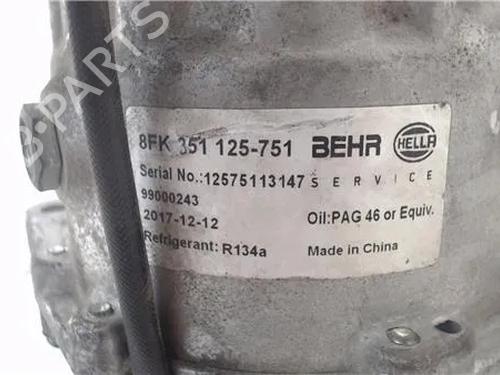 8FK 351 125-751 BEHR HELLA
Serial No.:12575113147 SERVICE
99000243
2017-12-12 Oil:PAG 46 or Equiv.
Refrigerant: R134a Made in China
B-Parts